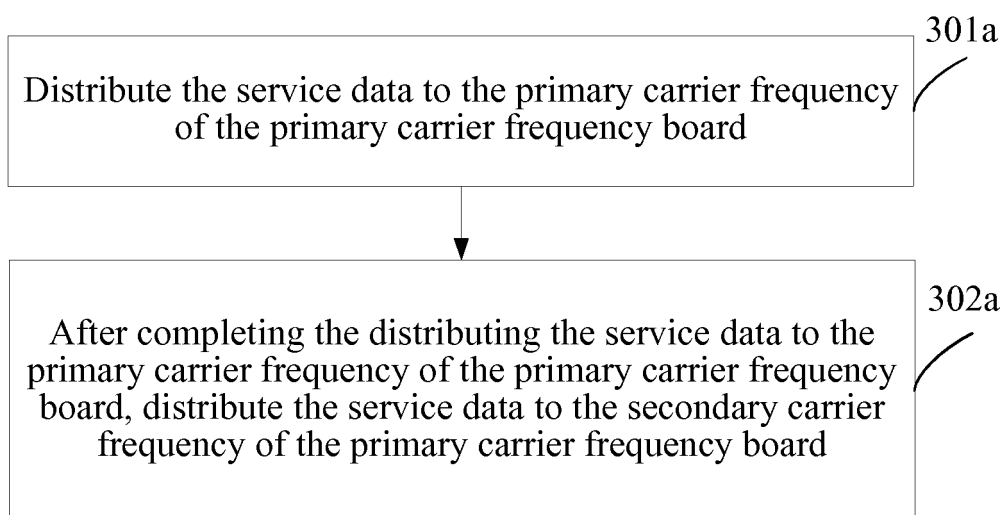 301a
Distribute the service data to the primary carrier frequency
of the primary carrier frequency board
302a
After completing the distributing the service data to the
primary carrier frequency of the primary carrier frequency
board, distribute the service data to the secondary carrier
frequency of the primary carrier frequency board